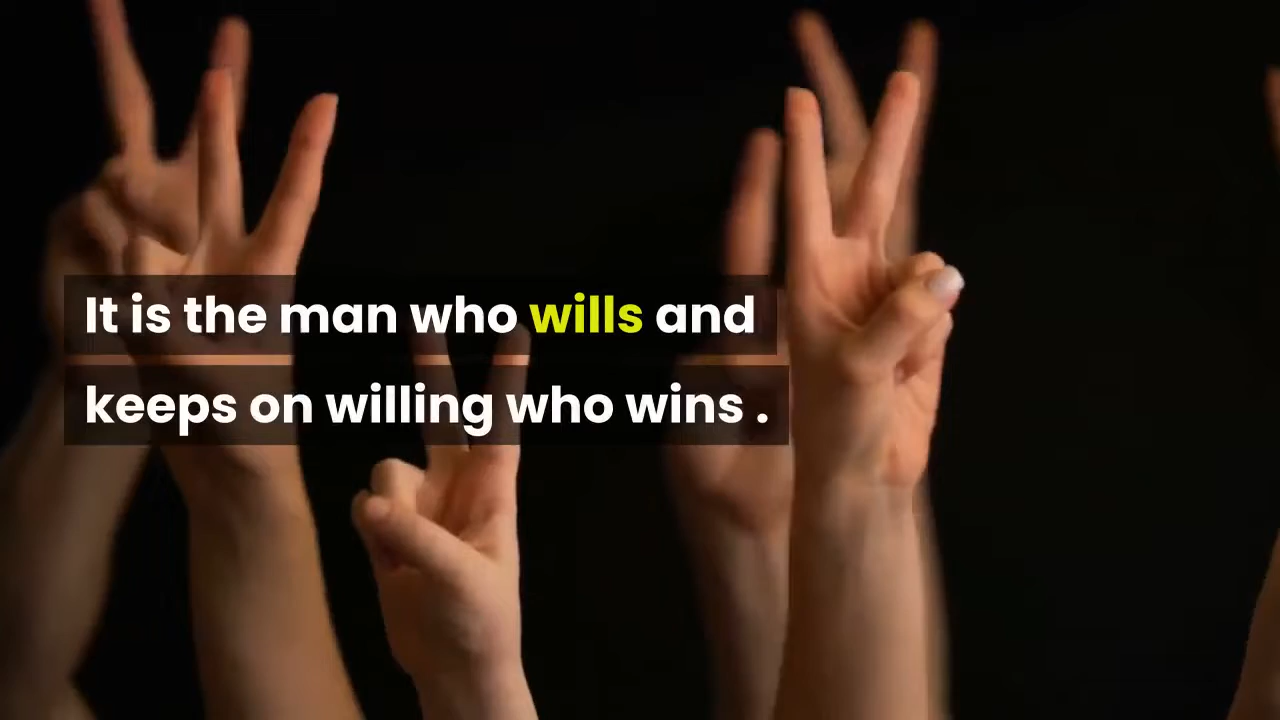 It is the man who wills and
keeps on willing who wins .